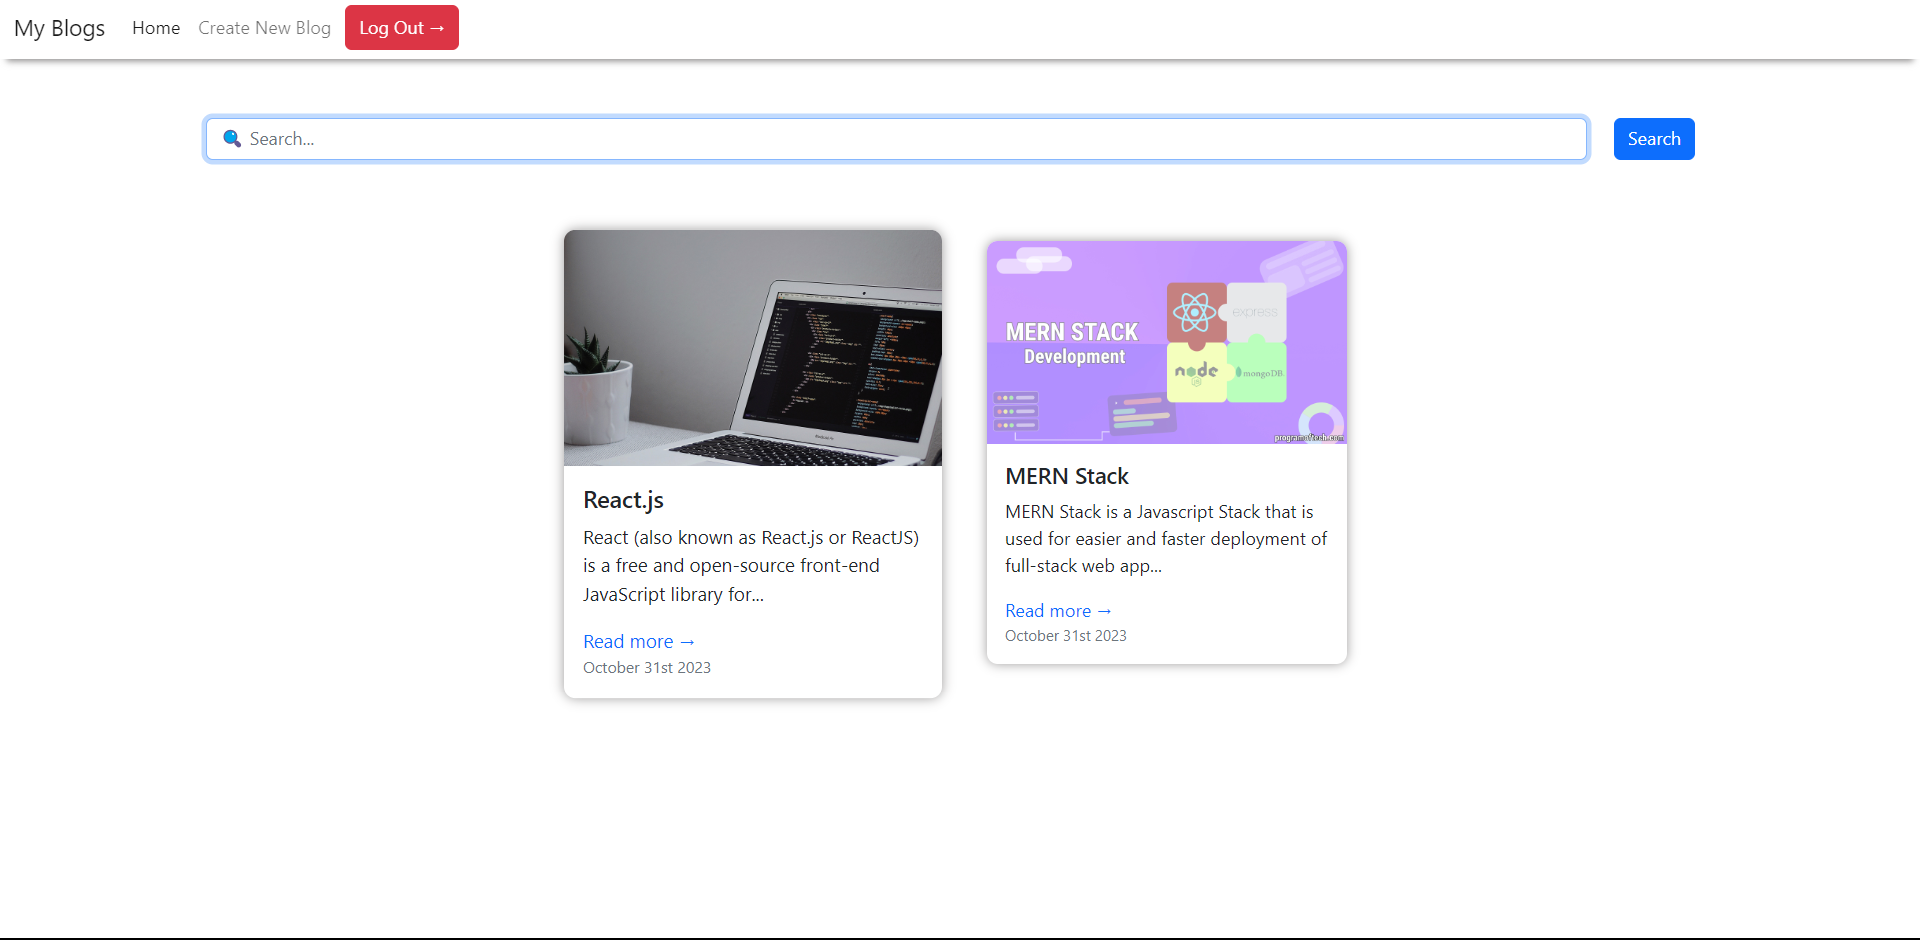 My Blogs Home Create New Blog Log Out →
Search...
Search
React.js
React (also known as React.js or ReactJS)
is a free and open-source front-end
JavaScript library for...
Read more →
October 31st 2023
MERN STACK
Development
express
node
JS
mongoDB
programoftech.com
MERN Stack
MERN Stack is a Javascript Stack that is
used for easier and faster deployment of
full-stack web app...
Read more →
October 31st 2023